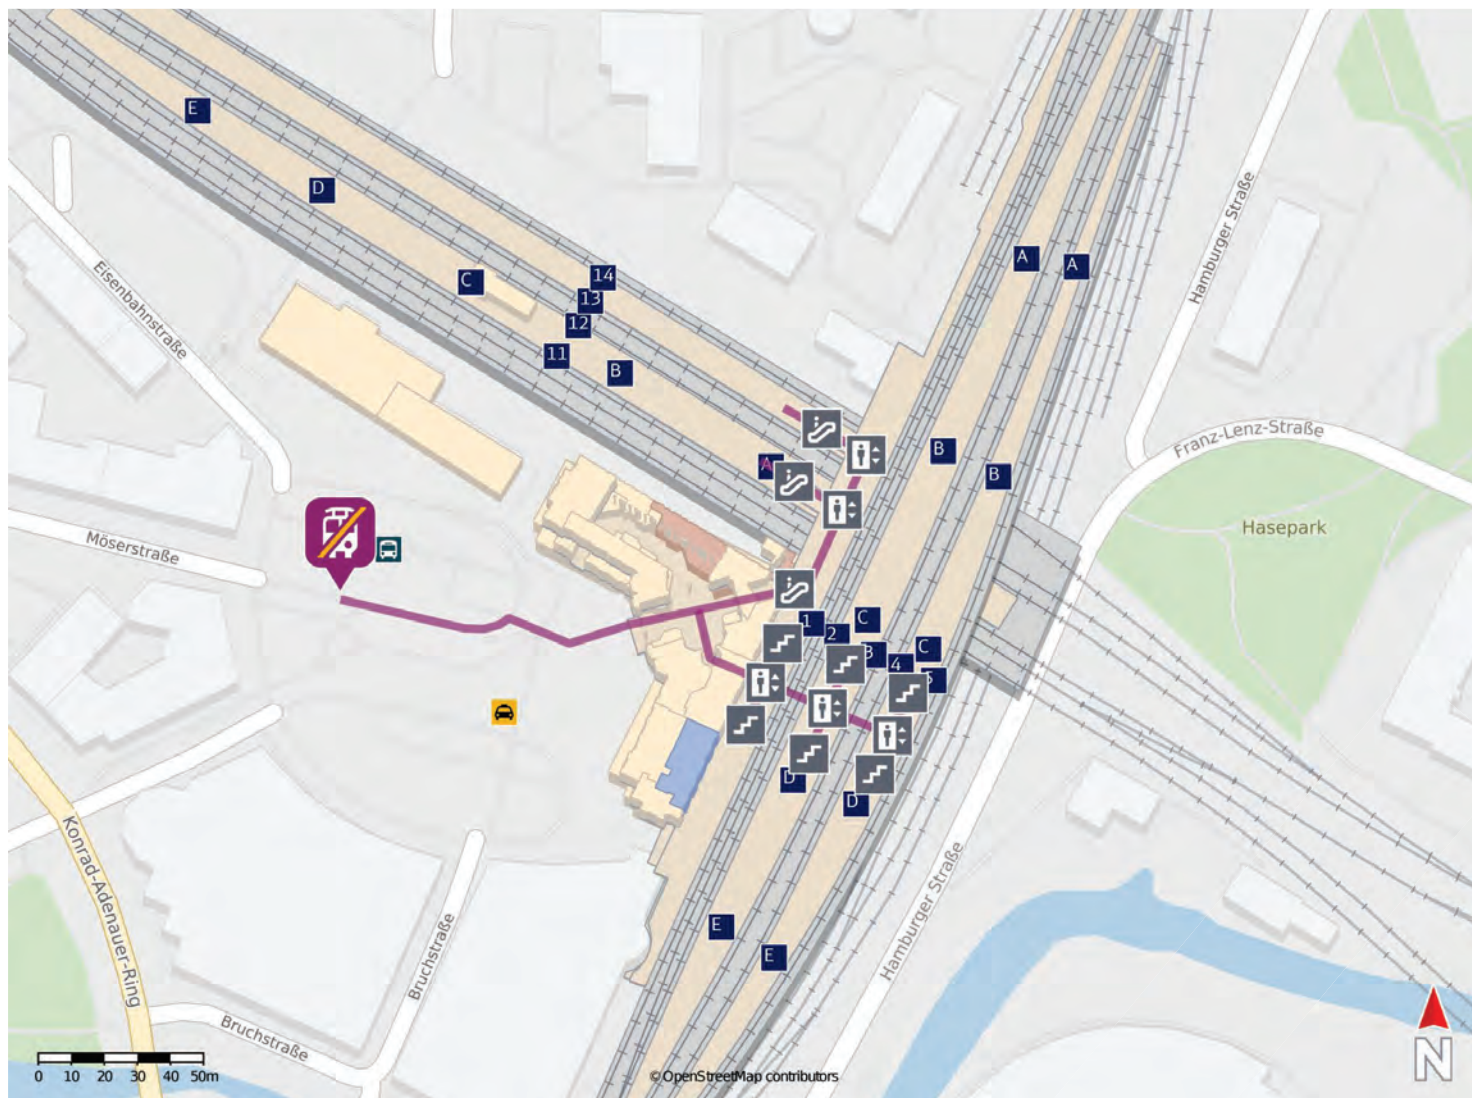 E
D
C
14
13
12
11
B
A
A
A
B
B
C
1
2
C
4
D
D
E
E
Eisenbahnstraße
Möserstraße
Konrad-Adenauer-Ring
Bruchstraße
Bruchstraße
Hamburger Straße
Hamburger Straße
Franz-Lenz-Straße
Hasepark
0 10 20 30 40 50m
© OpenStreetMap contributors
N